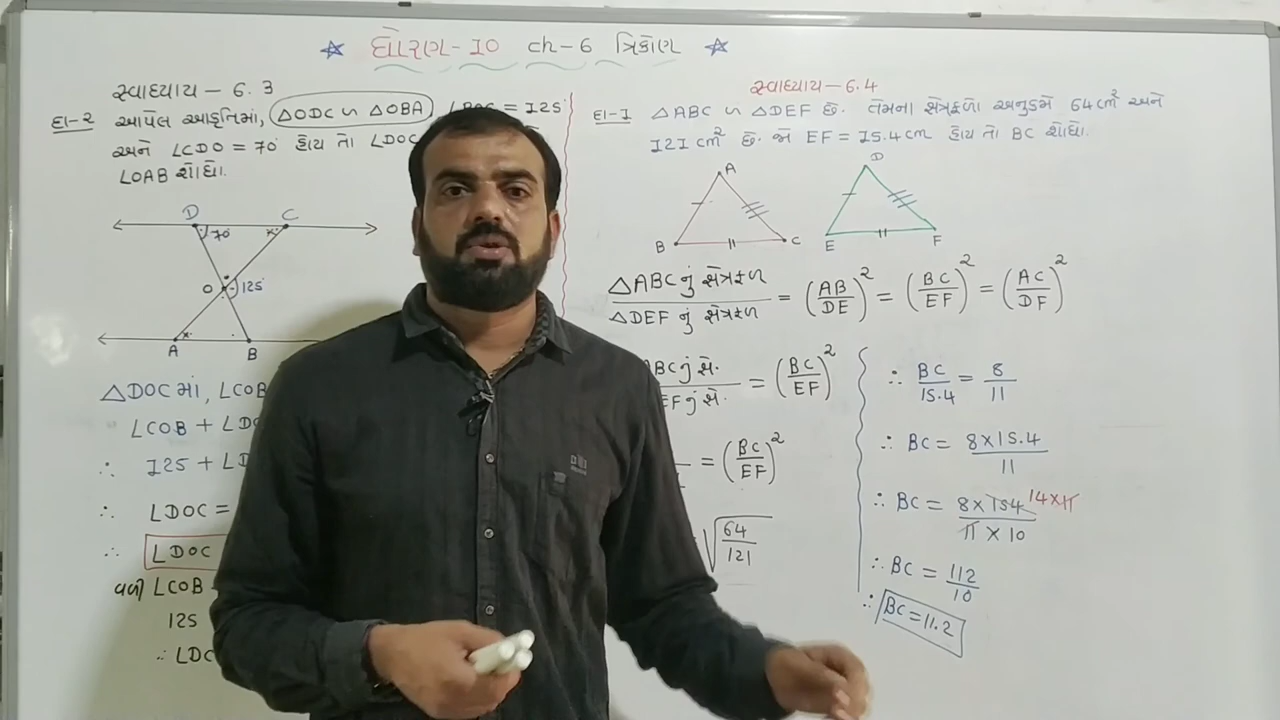 ☆ ધોરણ-10 ch-6 ત્રિકોણ ☆
સ્વાધ્યાય - 6.3
દા-2 આપેલ આકૃતિમાં, △ODC ∽ △OBA, = 125°
અને ∠CDO = 70° હોય તો ∠DOC
∠OAB શોધો.
D C
70° x
O 125°
x
A B
△DOC માં, ∠COB
∠COB + ∠DO
∴ 125 + ∠D
∴ ∠DOC =
∴ ∠DOC
વળી ∠COB
125
∴ ∠DC
સ્વાધ્યાય - 6.4
દા-1 △ABC ∽ △DEF છે. તેમના ક્ષેત્રફળો અનુક્રમે 64 cm² અને
121 cm² છે. જો EF = 15.4 cm હોય તો BC શોધો.
A D
B C E F
△ABC નું ક્ષેત્રફળ / △DEF નું ક્ષેત્રફળ = (AB/DE)² = (BC/EF)² = (AC/DF)²
ABC નું ક્ષે. / EF નું ક્ષે. = (BC/EF)²
= (BC/EF)²
√64/121
∴ BC/15.4 = 8/11
∴ BC = 8×15.4/11
∴ BC = 8×154/11×10 14×11
∴ BC = 112/10
∴ BC = 11.2